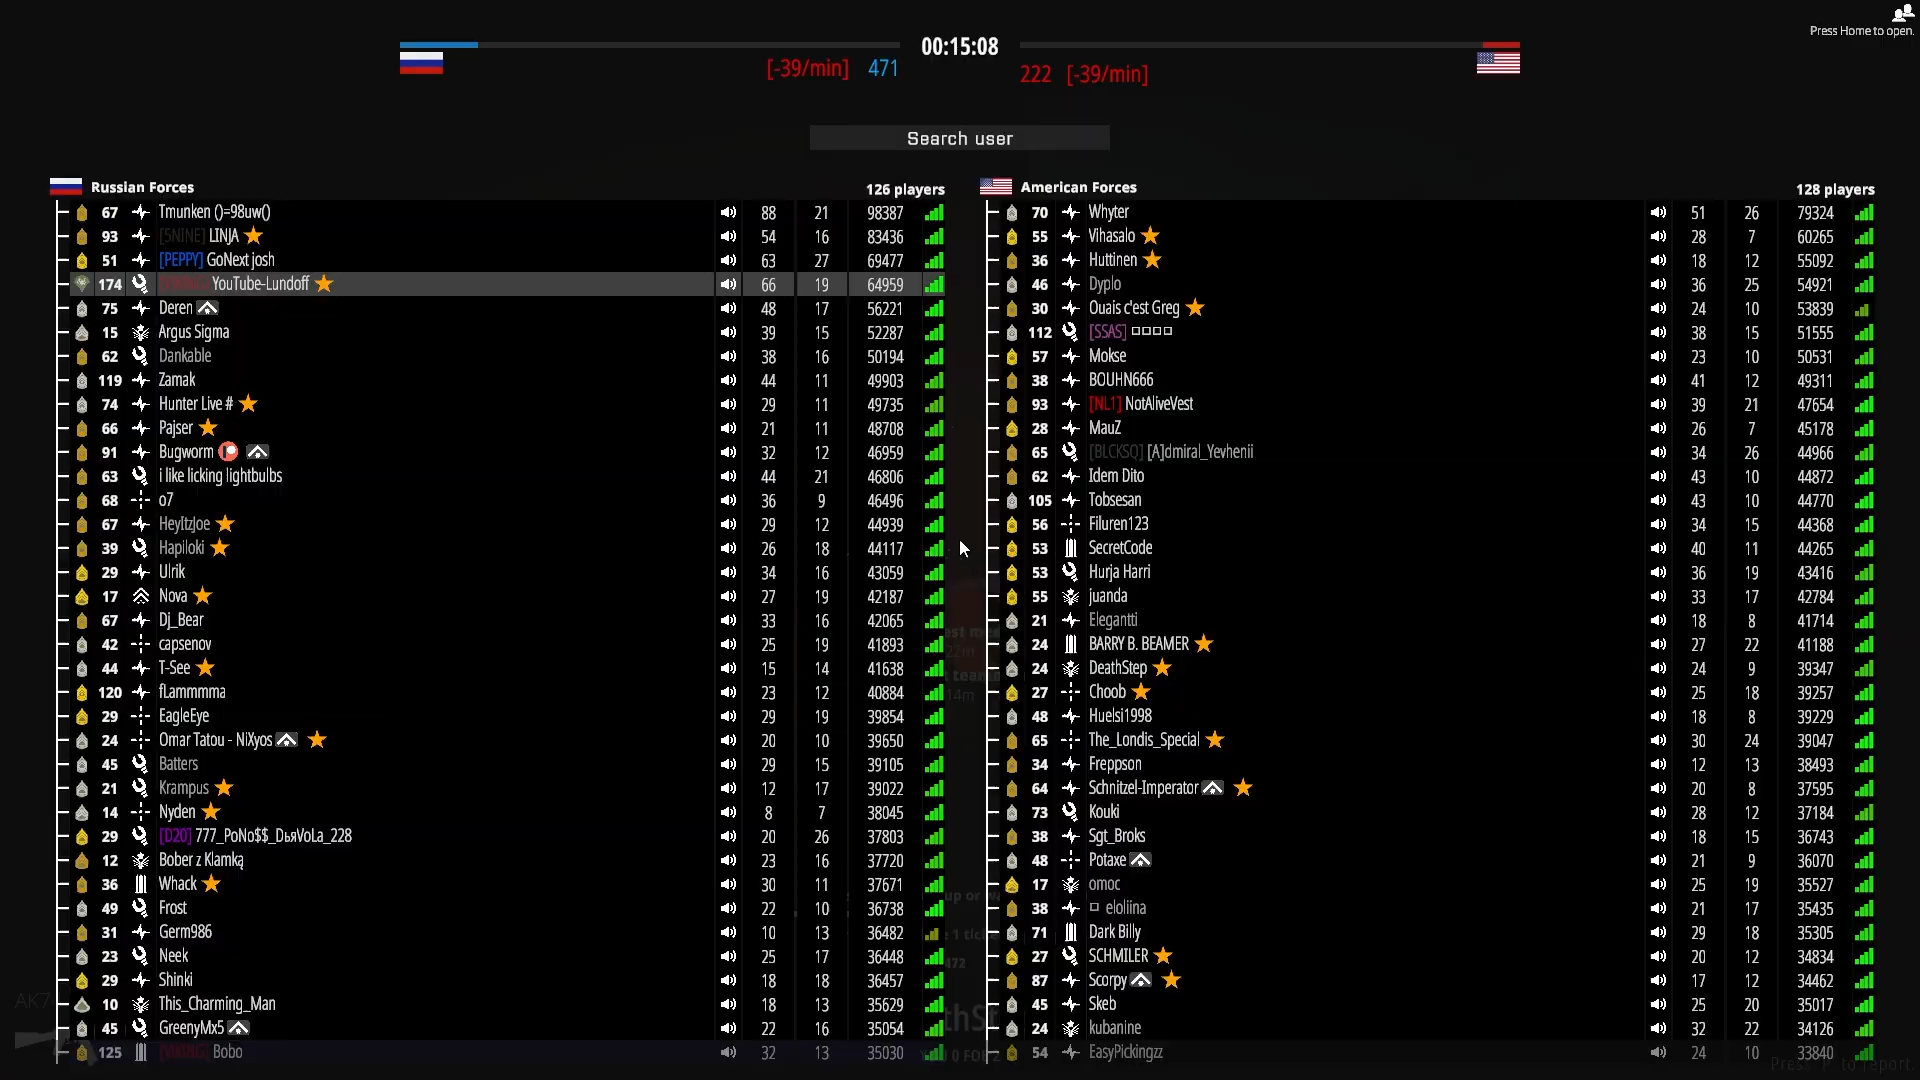 Press Home to open.
00:15:08
[-39/min] 471
222 [-39/min]
Search user
Russian Forces 126 players
67 Tmunken ()=98uw() 88 21 98387
93 [5NINE] LINJA 54 16 83436
51 [PEPPY] GoNext josh 63 27 69477
174 YouTube-Lundoff 66 19 64959
75 Deren 48 17 56221
15 Argus Sigma 39 15 52287
62 Dankable 38 16 50194
119 Zamak 44 11 49903
74 Hunter Live # 29 11 49735
66 Pajser 21 11 48708
91 Bugworm 32 12 46959
63 i like licking lightbulbs 44 21 46806
68 o7 36 9 46496
67 HeyItzJoe 29 12 44939
39 Hapiloki 26 18 44117
29 Ulrik 34 16 43059
17 Nova 27 19 42187
67 Dj_Bear 33 16 42065
42 capsenov 25 19 41893
44 T-See 15 14 41638
120 fLammmma 23 12 40884
29 EagleEye 29 19 39854
24 Omar Tatou - NiXyos 20 10 39650
45 Batters 29 15 39105
21 Krampus 12 17 39022
14 Nyden 8 7 38045
29 [D20] 777_PoNo$$_DьяVoLa_228 20 26 37803
12 Bober z Klamką 23 16 37720
36 Whack 30 11 37671
49 Frost 22 10 36738
31 Germ986 10 13 36482
23 Neek 25 17 36448
29 Shinki 18 18 36457
10 This_Charming_Man 18 13 35629
45 GreenyMx5 22 16 35054
125 Bobo 32 13 35030
American Forces 128 players
70 Whyter 51 26 79324
55 Vihasalo 28 7 60265
36 Huttinen 18 12 55092
46 Dyplo 36 25 54921
30 Ouais c'est Greg 24 10 53839
112 [SSAS] □□□□ 38 15 51555
57 Mokse 23 10 50531
38 BOUHN666 41 12 49311
93 [NL1] NotAliveVest 39 21 47654
28 MauZ 26 7 45178
65 [BLCKSQ] [A]dmiral_Yevhenii 34 26 44966
62 Idem Dito 43 10 44872
105 Tobsesan 43 10 44770
56 Filuren123 34 15 44368
53 SecretCode 40 11 44265
53 Hurja Harri 36 19 43416
55 juanda 33 17 42784
21 Elegantti 18 8 41714
24 BARRY B. BEAMER 27 22 41188
24 DeathStep 24 9 39347
27 Choob 25 18 39257
48 Huelsi1998 18 8 39229
65 The_Londis_Special 30 24 39047
34 Freppson 12 13 38493
64 Schnitzel-Imperator 20 8 37595
73 Kouki 28 12 37184
38 Sgt_Broks 18 15 36743
48 Potaxe 21 9 36070
17 omoc 25 19 35527
38 □ eloliina 21 17 35435
71 Dark Billy 29 18 35305
27 SCHMILER 20 12 34834
87 Scorpy 17 12 34462
45 Skeb 25 20 35017
24 kubanine 32 22 34126
54 EasyPickingzz 24 10 33840